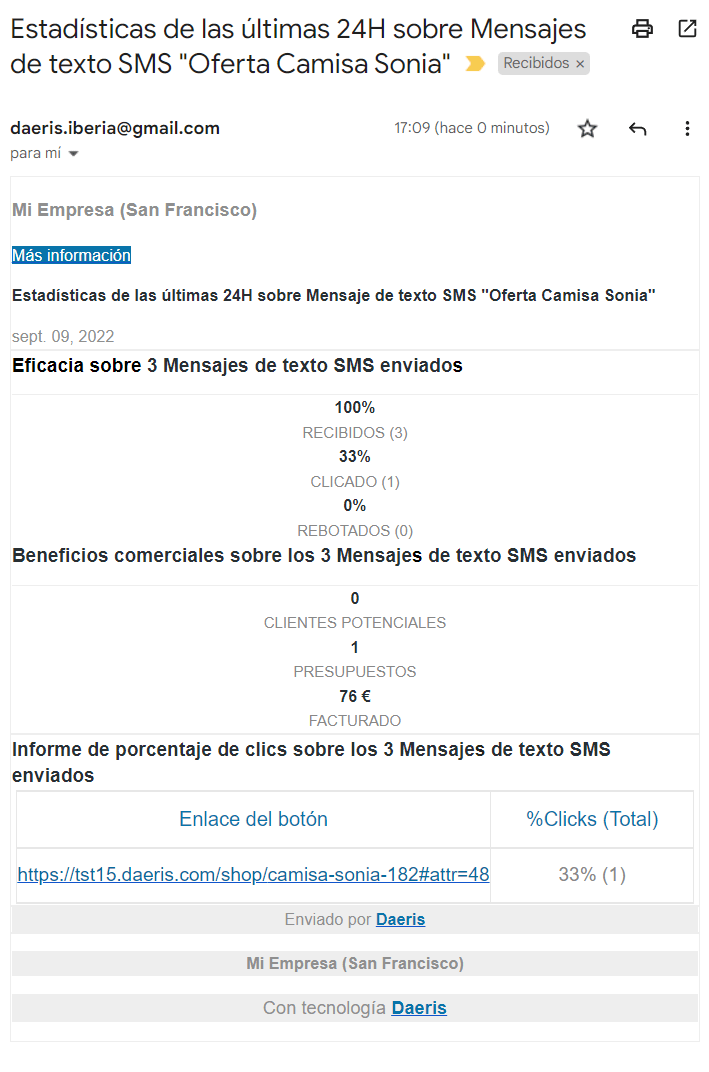 Estadísticas de las últimas 24H sobre Mensajes
de texto SMS "Oferta Camisa Sonia"
Recibidos ×
daeris.iberia@gmail.com
17:09 (hace 0 minutos)
para mí
Mi Empresa (San Francisco)
Más información
Estadísticas de las últimas 24H sobre Mensaje de texto SMS "Oferta Camisa Sonia"
sept. 09, 2022
Eficacia sobre 3 Mensajes de texto SMS enviados
100%
RECIBIDOS (3)
33%
CLICADO (1)
0%
REBOTADOS (0)
Beneficios comerciales sobre los 3 Mensajes de texto SMS enviados
0
CLIENTES POTENCIALES
1
PRESUPUESTOS
76 €
FACTURADO
Informe de porcentaje de clics sobre los 3 Mensajes de texto SMS
enviados
Enlace del botón
%Clicks (Total)
https://tst15.daeris.com/shop/camisa-sonia-182#attr=48
33% (1)
Enviado por Daeris
Mi Empresa (San Francisco)
Con tecnología Daeris